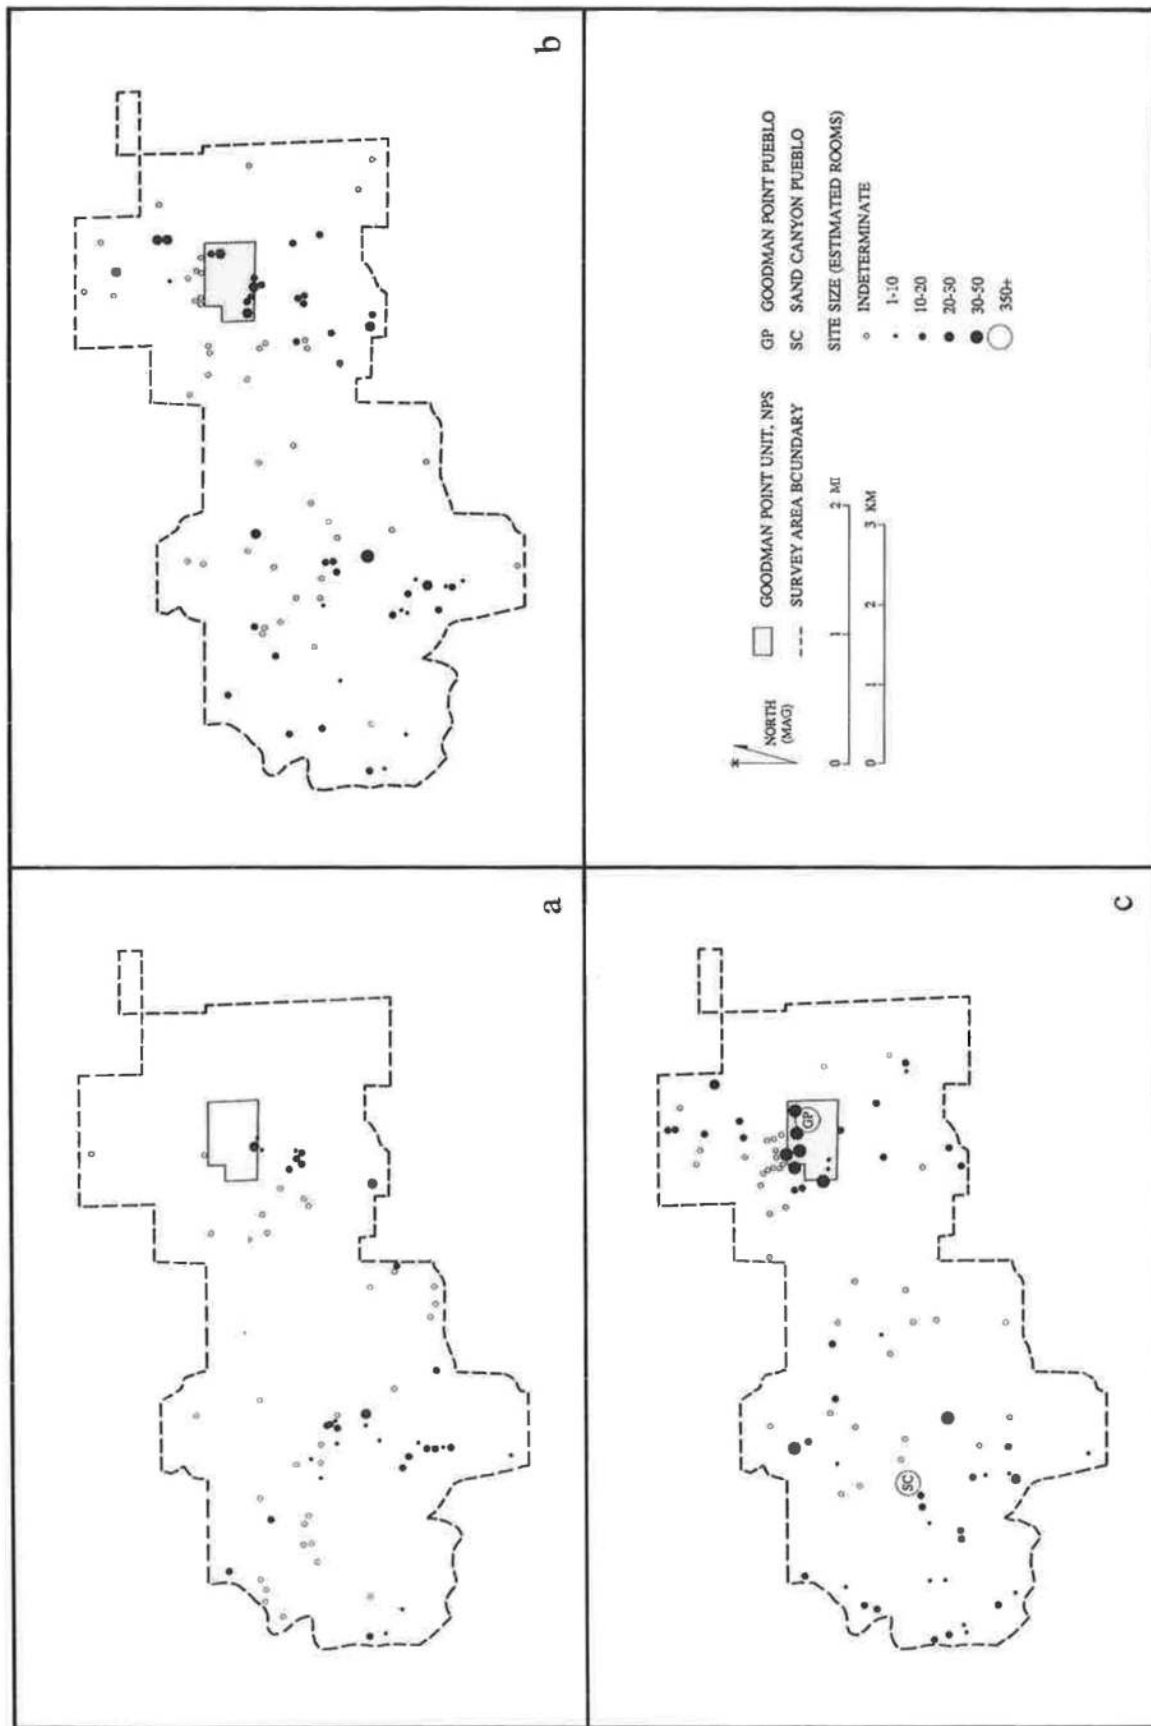 a
b
c
GP
SC
NORTH
(MAG)
GOODMAN POINT UNIT, NPS
SURVEY AREA BCUNDARY
0 1 2 MI
0 1 2 3 KM
GP GOODMAN POINT PUEBLO
SC SAND CANYON PUEBLO
SITE SIZE (ESTIMATED ROOMS)
INDETERMINATE
1-10
10-20
20-30
30-50
350+